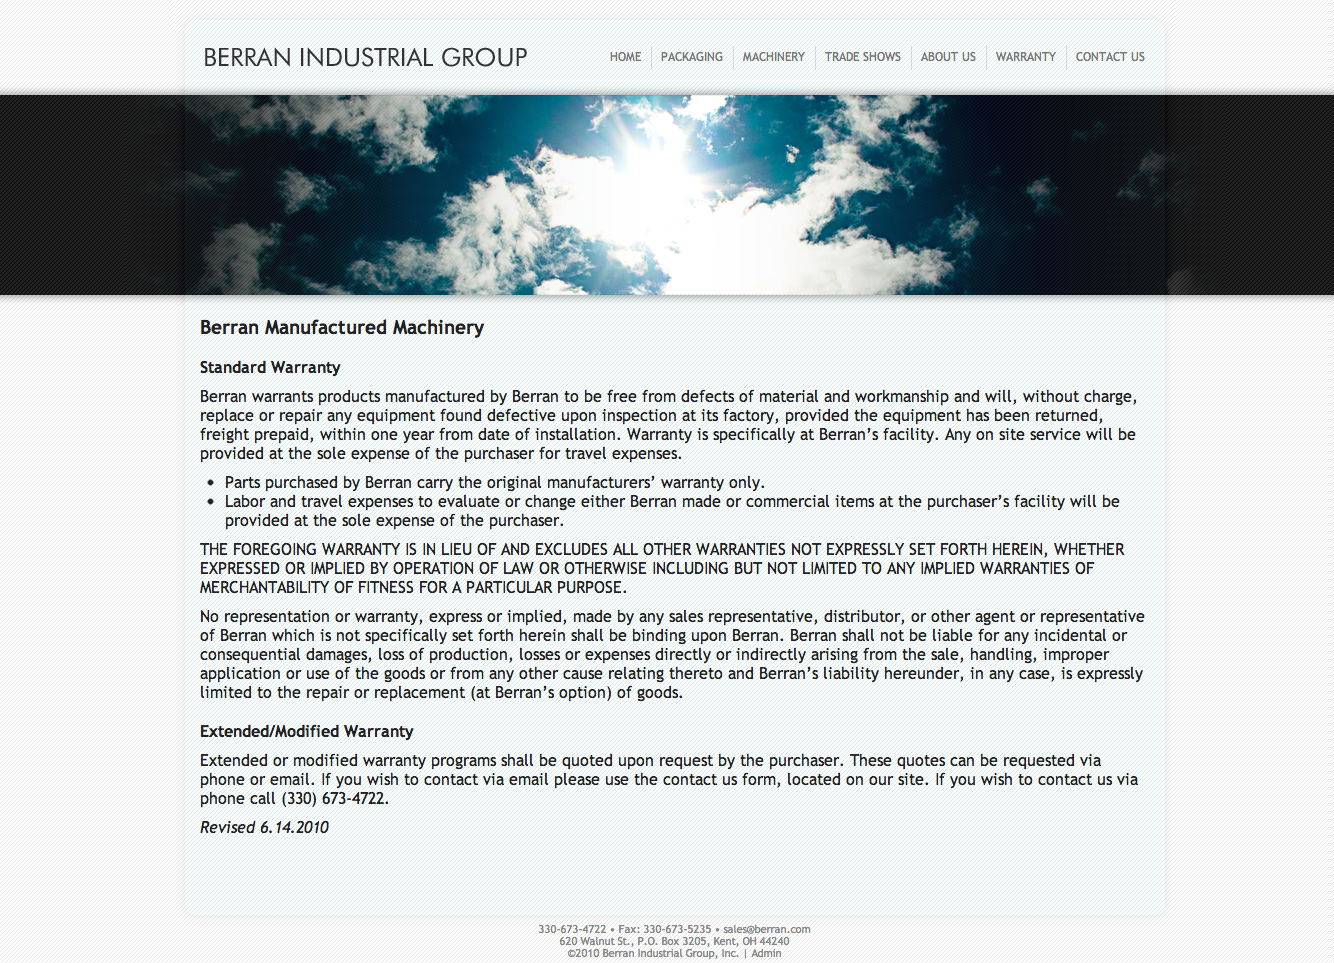 BERRAN INDUSTRIAL GROUP
HOME
PACKAGING
MACHINERY
TRADE SHOWS
ABOUT US
WARRANTY
CONTACT US
Berran Manufactured Machinery
Standard Warranty
Berran warrants products manufactured by Berran to be free from defects of material and workmanship and will, without charge,
replace or repair any equipment found defective upon inspection at its factory, provided the equipment has been returned,
freight prepaid, within one year from date of installation. Warranty is specifically at Berran’s facility. Any on site service will be
provided at the sole expense of the purchaser for travel expenses.
• Parts purchased by Berran carry the original manufacturers’ warranty only.
• Labor and travel expenses to evaluate or change either Berran made or commercial items at the purchaser’s facility will be
provided at the sole expense of the purchaser.
THE FOREGOING WARRANTY IS IN LIEU OF AND EXCLUDES ALL OTHER WARRANTIES NOT EXPRESSLY SET FORTH HEREIN, WHETHER
EXPRESSED OR IMPLIED BY OPERATION OF LAW OR OTHERWISE INCLUDING BUT NOT LIMITED TO ANY IMPLIED WARRANTIES OF
MERCHANTABILITY OF FITNESS FOR A PARTICULAR PURPOSE.
No representation or warranty, express or implied, made by any sales representative, distributor, or other agent or representative
of Berran which is not specifically set forth herein shall be binding upon Berran. Berran shall not be liable for any incidental or
consequential damages, loss of production, losses or expenses directly or indirectly arising from the sale, handling, improper
application or use of the goods or from any other cause relating thereto and Berran’s liability hereunder, in any case, is expressly
limited to the repair or replacement (at Berran’s option) of goods.
Extended/Modified Warranty
Extended or modified warranty programs shall be quoted upon request by the purchaser. These quotes can be requested via
phone or email. If you wish to contact via email please use the contact us form, located on our site. If you wish to contact us via
phone call (330) 673-4722.
Revised 6.14.2010
330-673-4722 • Fax: 330-673-5235 • sales@berran.com
620 Walnut St., P.O. Box 3205, Kent, OH 44240
©2010 Berran Industrial Group, Inc. | Admin